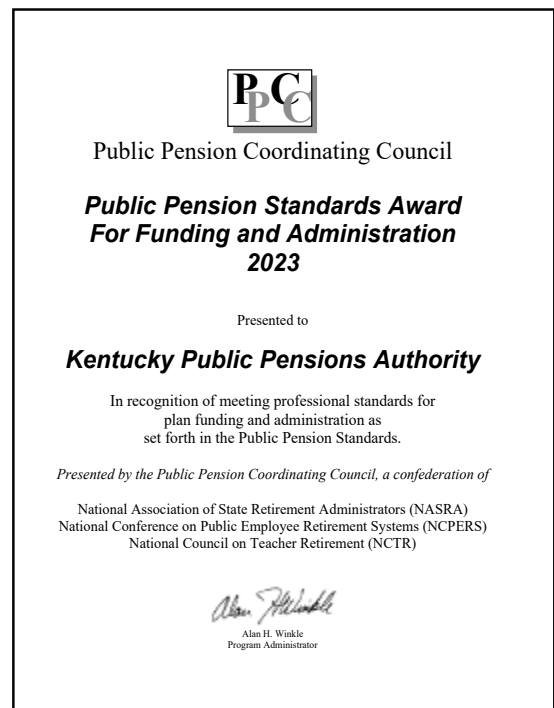 PPCC
Public Pension Coordinating Council
Public Pension Standards Award
For Funding and Administration
2023
Presented to
Kentucky Public Pensions Authority
In recognition of meeting professional standards for
plan funding and administration as
set forth in the Public Pension Standards.
Presented by the Public Pension Coordinating Council, a confederation of
National Association of State Retirement Administrators (NASRA)
National Conference on Public Employee Retirement Systems (NCPERS)
National Council on Teacher Retirement (NCTR)
Alan H. Winkle
Alan H. Winkle
Program Administrator